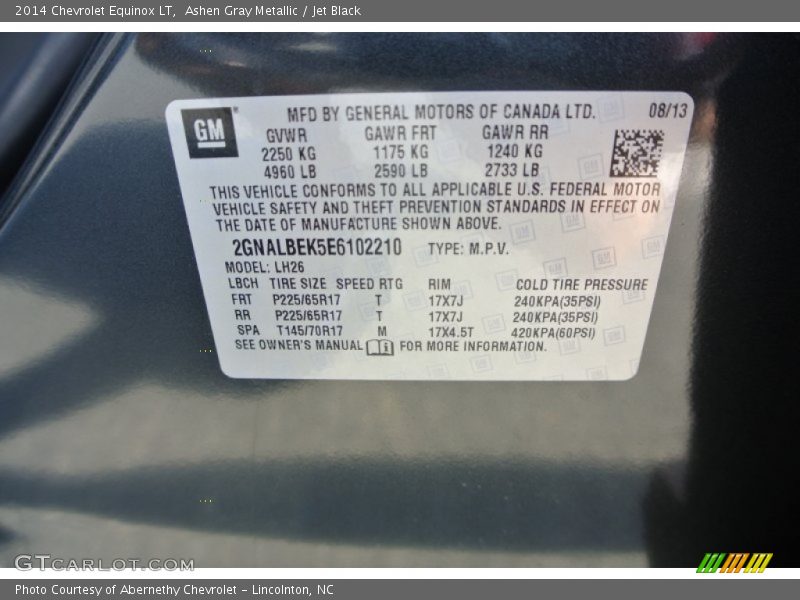 2014 Chevrolet Equinox LT, Ashen Gray Metallic / Jet Black
GM
MFD BY GENERAL MOTORS OF CANADA LTD. 08/13
GVWR GAWR FRT GAWR RR
2250 KG 1175 KG 1240 KG
4960 LB 2590 LB 2733 LB
THIS VEHICLE CONFORMS TO ALL APPLICABLE U.S. FEDERAL MOTOR
VEHICLE SAFETY AND THEFT PREVENTION STANDARDS IN EFFECT ON
THE DATE OF MANUFACTURE SHOWN ABOVE.
2GNALBEK5E6102210 TYPE: M.P.V.
MODEL: LH26
LBCH TIRE SIZE SPEED RTG RIM COLD TIRE PRESSURE
FRT P225/65R17 T 17X7J 240KPA(35PSI)
RR P225/65R17 T 17X7J 240KPA(35PSI)
SPA T145/70R17 M 17X4.5T 420KPA(60PSI)
SEE OWNER'S MANUAL FOR MORE INFORMATION.
GTCARLOT.COM
Photo Courtesy of Abernethy Chevrolet – Lincolnton, NC